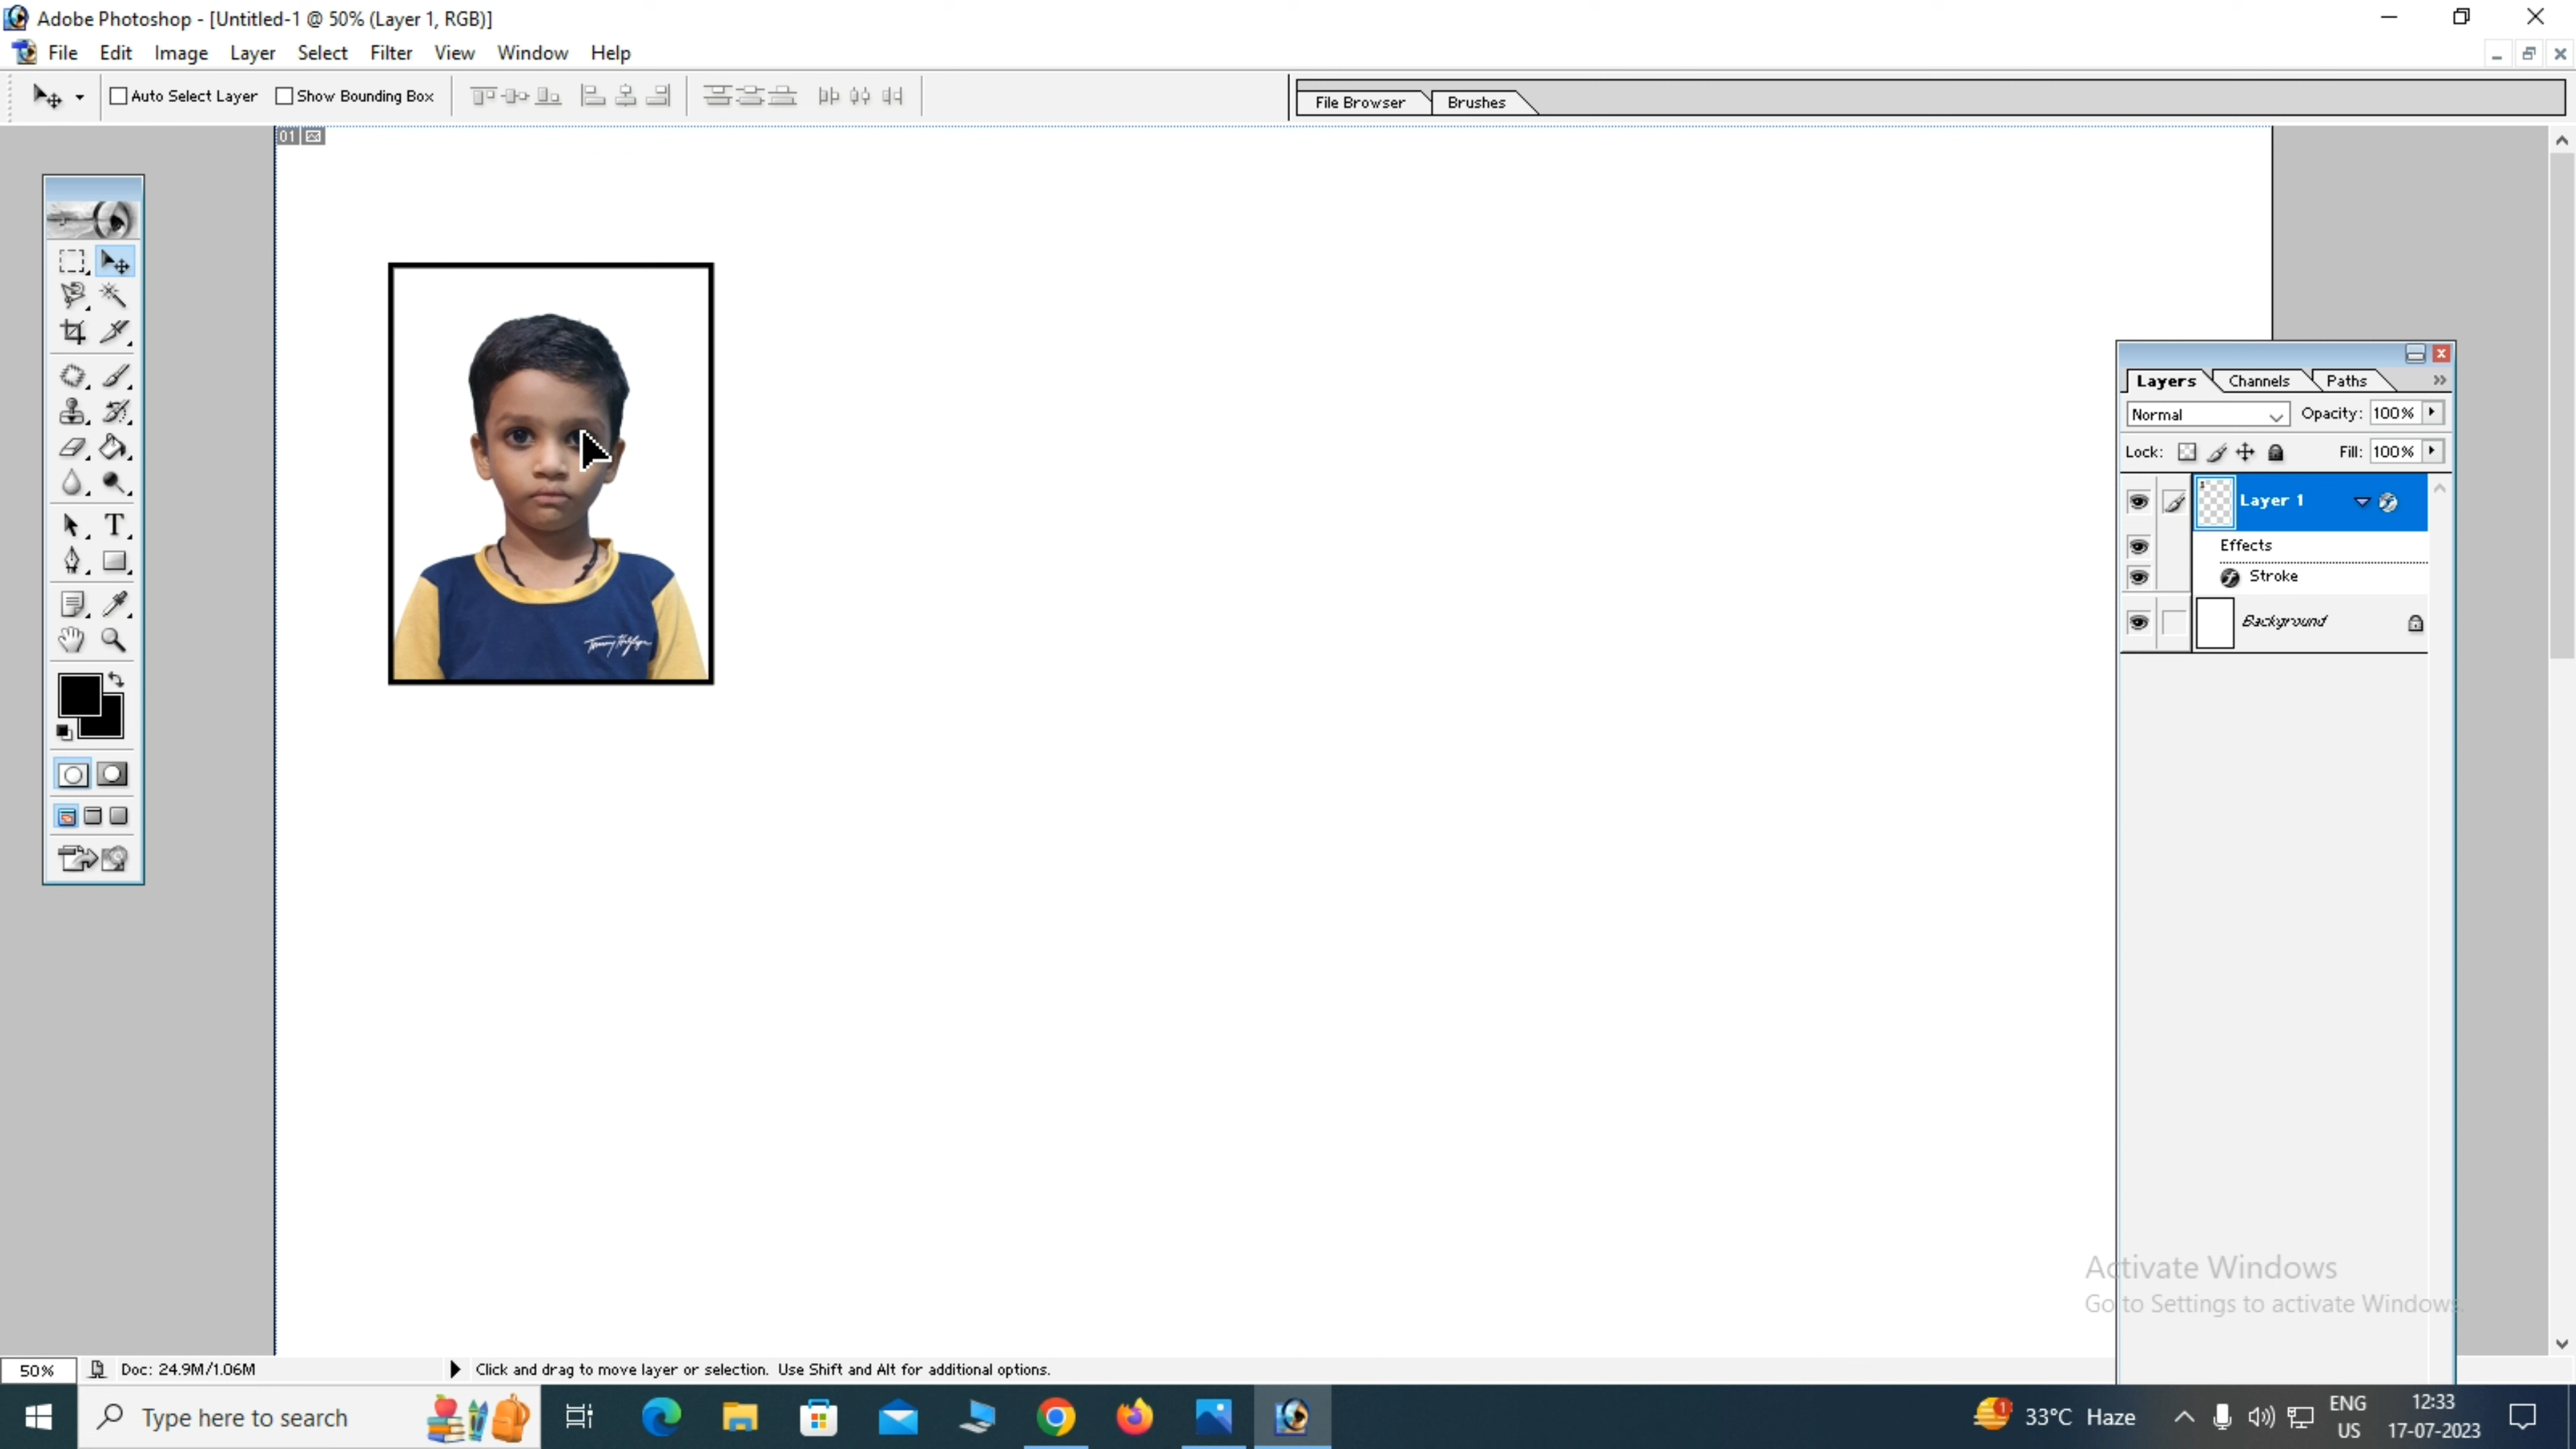 Adobe Photoshop - [Untitled-1 @ 50% (Layer 1, RGB)]
File Edit Image Layer Select Filter View Window Help
Auto Select Layer Show Bounding Box
File Browser Brushes
01
Layers Channels Paths
Normal Opacity: 100%
Lock: Fill: 100%
Layer 1
Effects
Stroke
Background
T
Tommy Hilfiger
Activate Windows
Go to Settings to activate Windows.
50% Doc: 24.9M/1.06M Click and drag to move layer or selection. Use Shift and Alt for additional options.
Type here to search
1
33°C Haze
ENG
US
12:33
17-07-2023